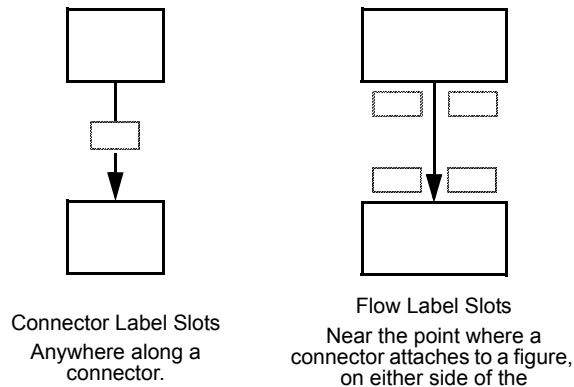 Connector Label Slots
Anywhere along a
connector.
Flow Label Slots
Near the point where a
connector attaches to a figure,
on either side of the